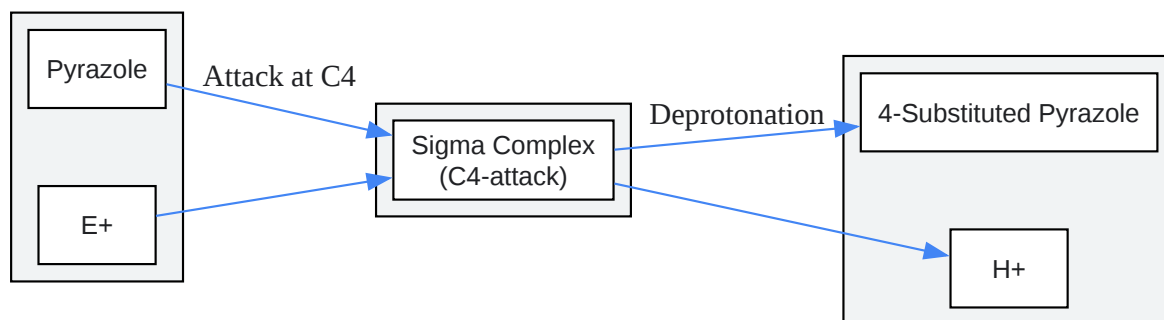 Pyrazole
Attack at C4
E+
Sigma Complex
(C4-attack)
Deprotonation
4-Substituted Pyrazole
H+